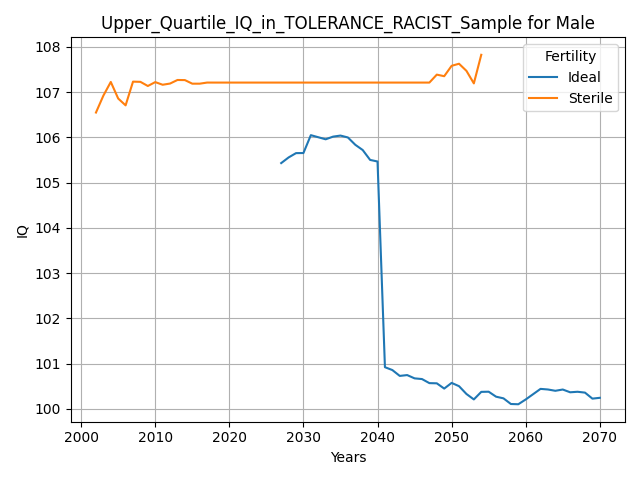 Upper_Quartile_IQ_in_TOLERANCE_RACIST_Sample for Male
Fertility
Ideal
Sterile
IQ
108
107
106
105
104
103
102
101
100
2000 2010 2020 2030 2040 2050 2060 2070
Years